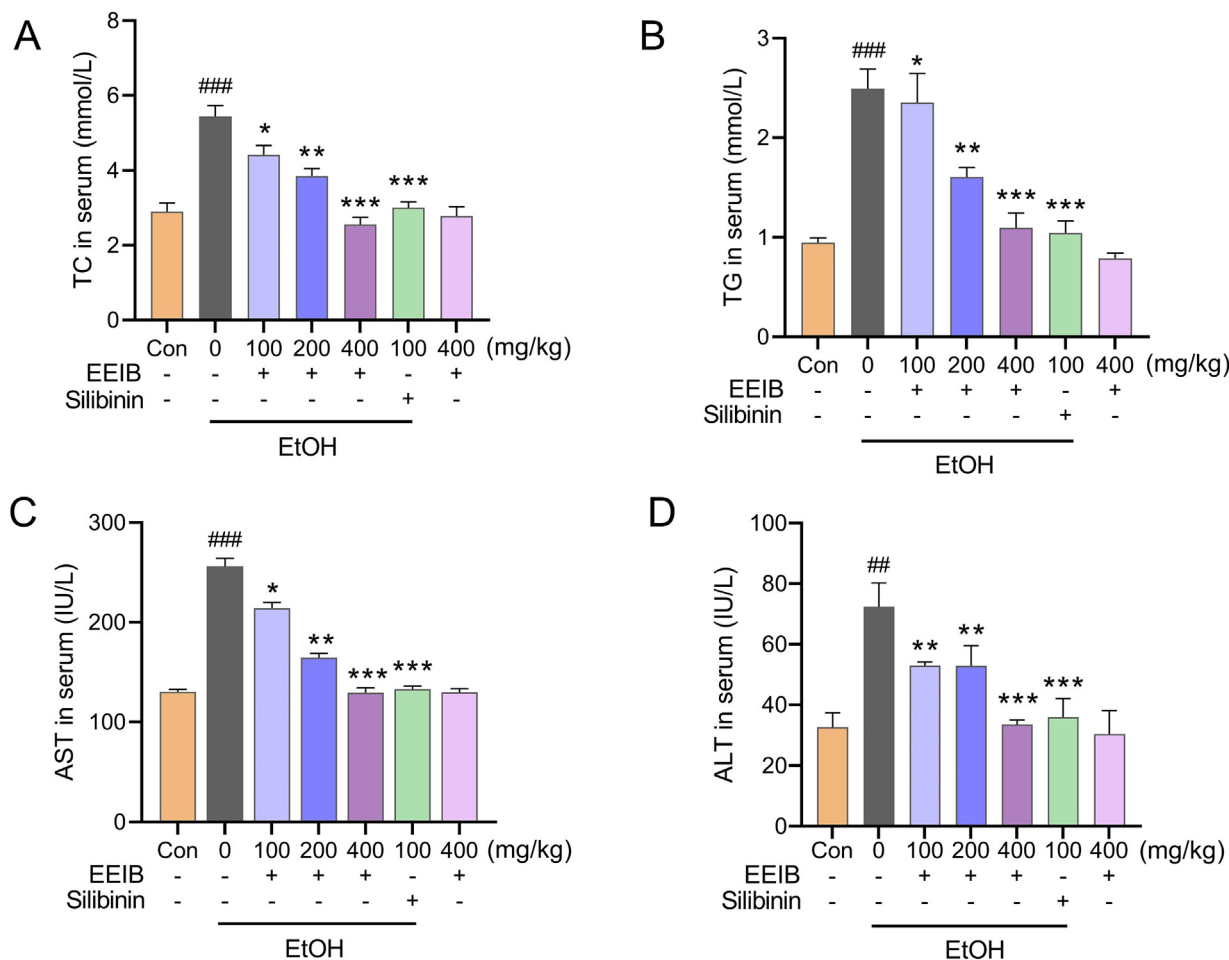 A
TC in serum (mmol/L)
8
6
4
2
0
###
*
**
***
***
Con 0 100 200 400 100 400 (mg/kg)
EEIB - - + + + - +
Silibinin - - - - - + -
EtOH
B
TG in serum (mmol/L)
3
2
1
0
###
*
**
***
***
Con 0 100 200 400 100 400 (mg/kg)
EEIB - - + + + - +
Silibinin - - - - - + -
EtOH
C
AST in serum (IU/L)
300
200
100
0
###
*
**
***
***
Con 0 100 200 400 100 400 (mg/kg)
EEIB - - + + + - +
Silibinin - - - - - + -
EtOH
D
ALT in serum (IU/L)
100
80
60
40
20
0
##
**
**
***
***
Con 0 100 200 400 100 400 (mg/kg)
EEIB - - + + + - +
Silibinin - - - - - + -
EtOH